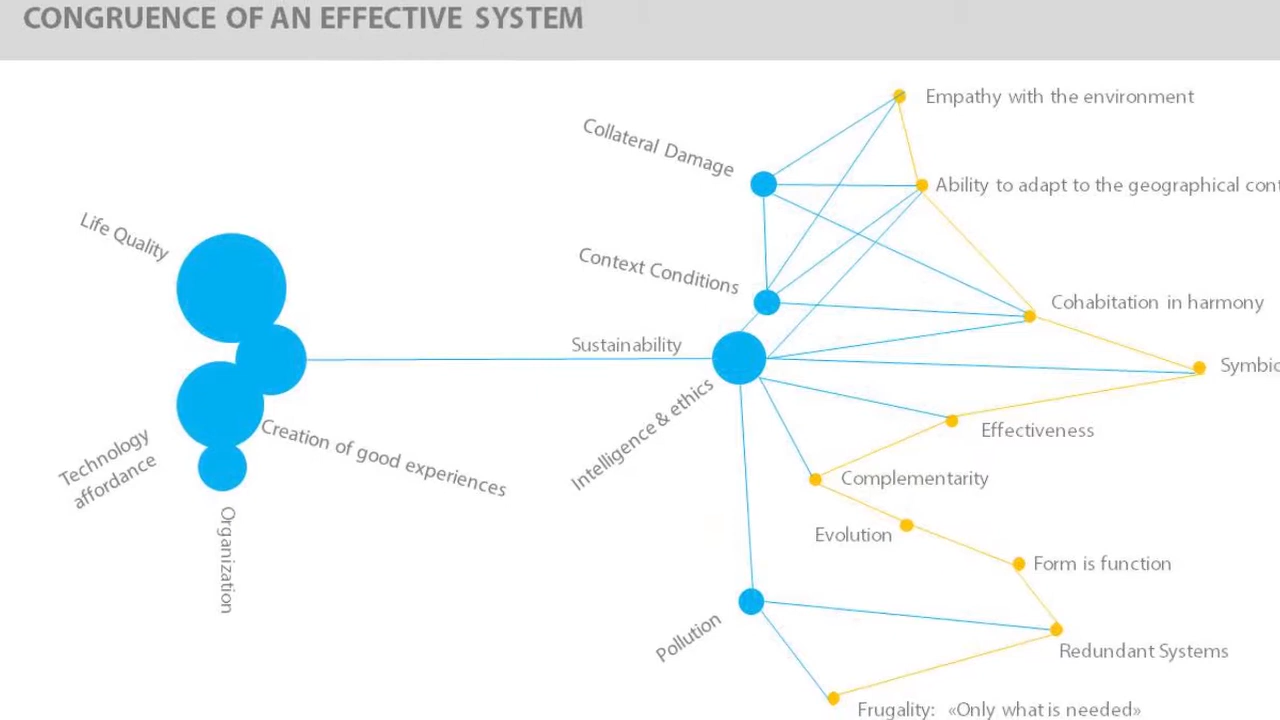 CONGRUENCE OF AN EFFECTIVE SYSTEM
Empathy with the environment
Collateral Damage
Ability to adapt to the geographical
Life Quality
Context Conditions
Cohabitation in harmony
Sustainability
Intelligence & ethics
Effectiveness
Technology
affordance
Creation of good experiences
Complementarity
Organization
Evolution
Form is function
Pollution
Redundant Systems
Frugality: «Only what is needed»